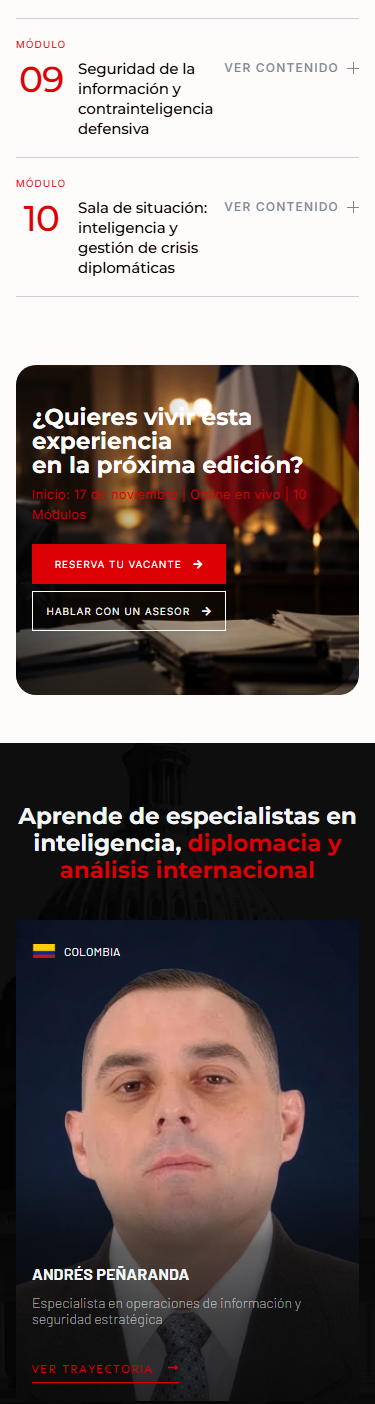 MÓDULO
09
Seguridad de la
información y
contrainteligencia
defensiva
VER CONTENIDO
MÓDULO
10
Sala de situación:
inteligencia y
gestión de crisis
diplomáticas
VER CONTENIDO
¿Quieres vivir esta
experiencia
en la próxima edición?
Inicio: 17 de noviembre | Online en vivo | 10
Módulos
RESERVA TU VACANTE
HABLAR CON UN ASESOR
Aprende de especialistas en
inteligencia, diplomacia y
análisis internacional
COLOMBIA
ANDRÉS PEÑARANDA
Especialista en operaciones de información y
seguridad estratégica
VER TRAYECTORIA